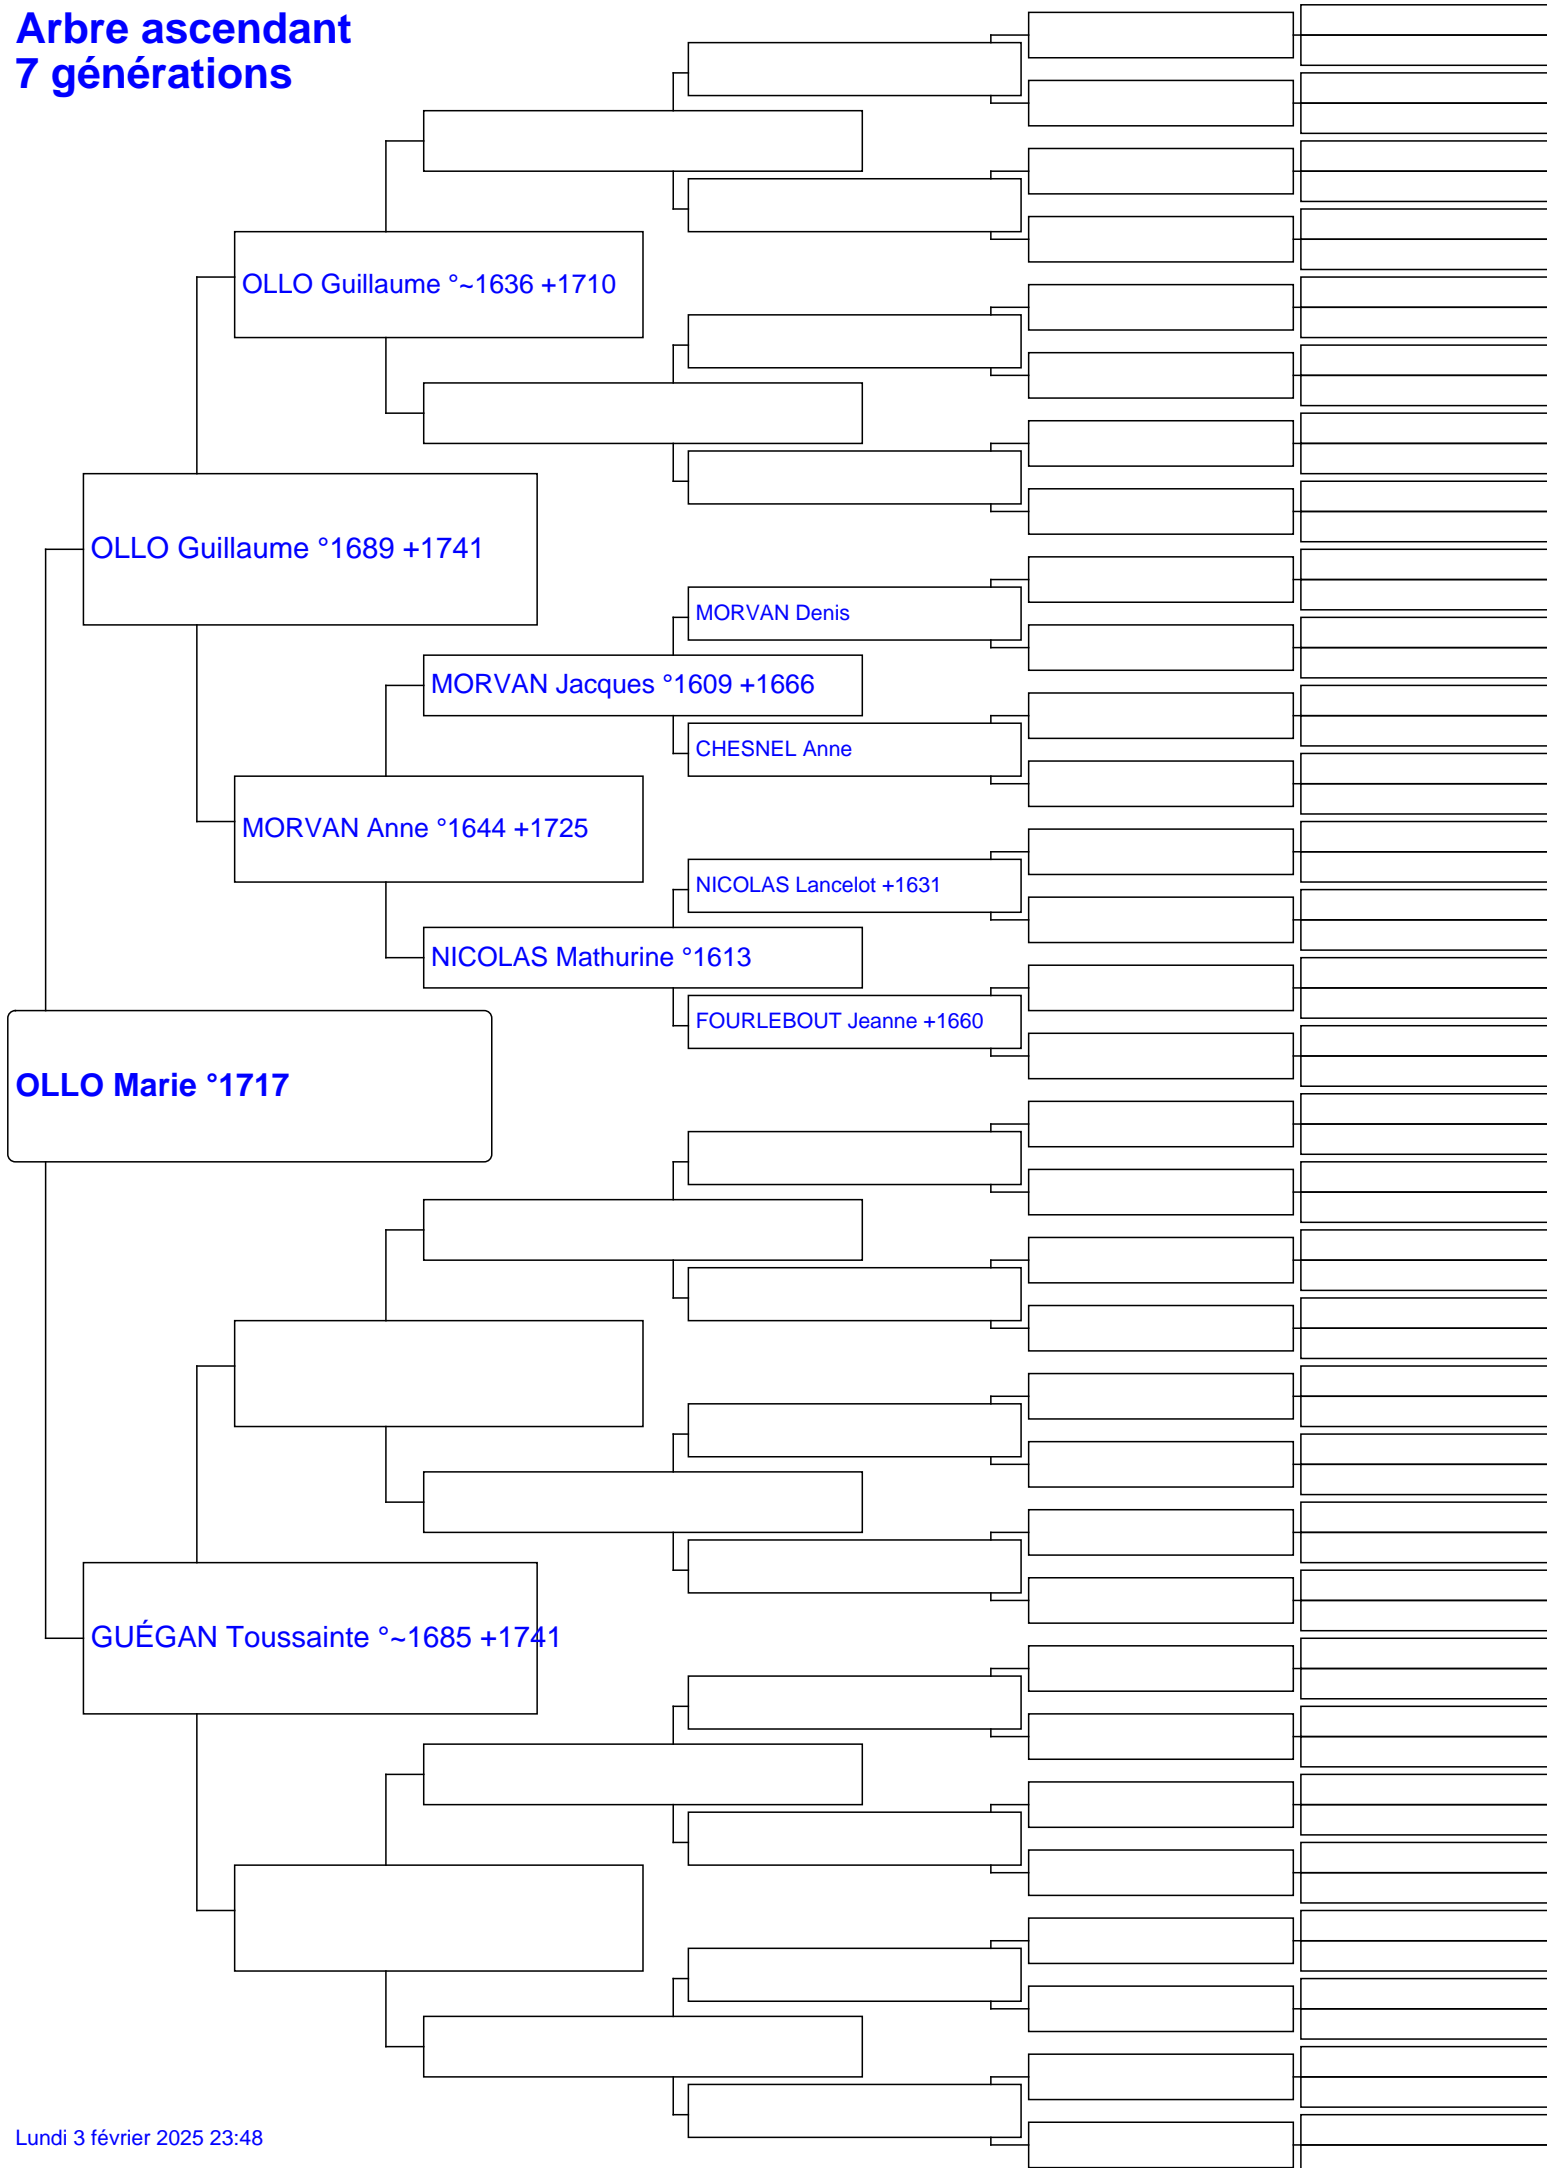 Arbre ascendant
7 générations
OLLO Guillaume °~1636 +1710
OLLO Guillaume °1689 +1741
MORVAN Denis
MORVAN Jacques °1609 +1666
CHESNEL Anne
MORVAN Anne °1644 +1725
NICOLAS Lancelot +1631
NICOLAS Mathurine °1613
FOURLEBOUT Jeanne +1660
OLLO Marie °1717
GUÉGAN Toussainte °~1685 +1741
Lundi 3 février 2025 23:48